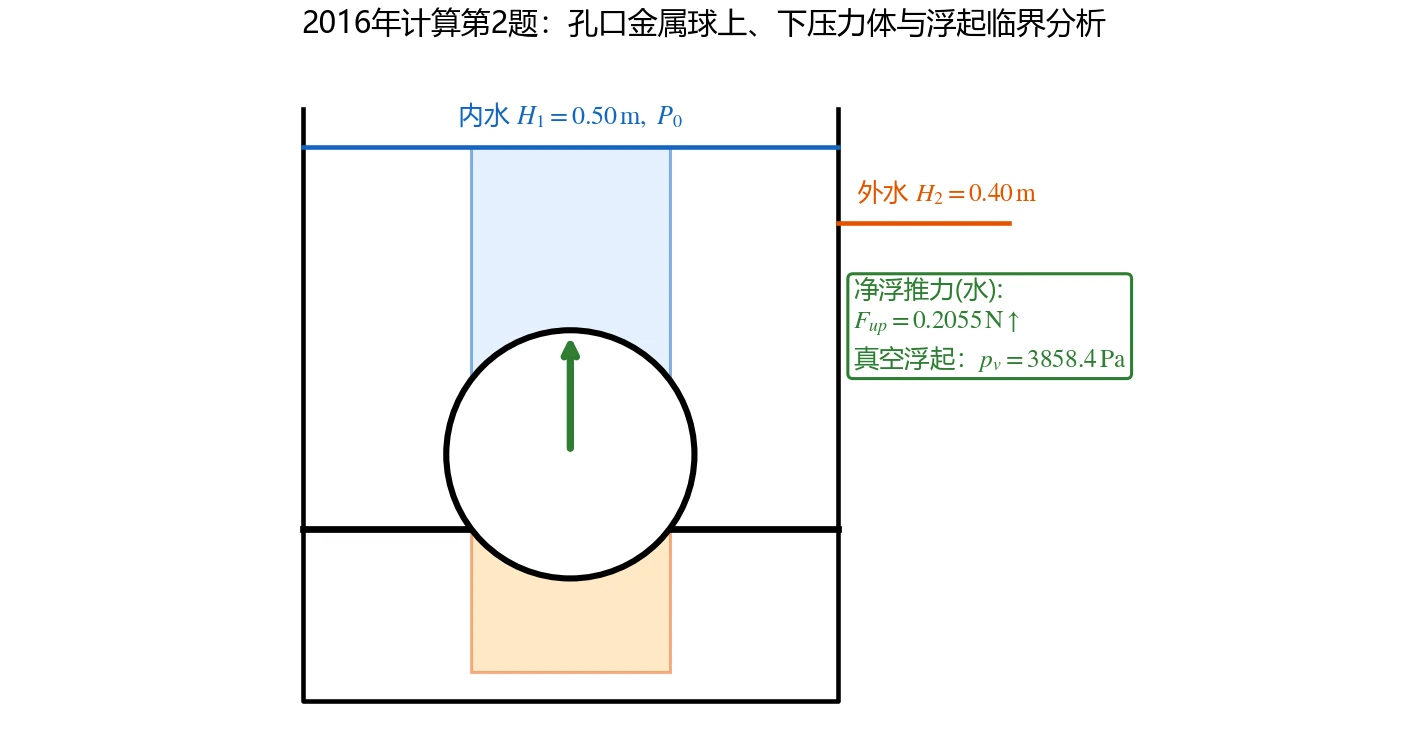 2016年计算第2题：孔口金属球上、下压力体与浮起临界分析
内水 H₁ = 0.50 m, P₀
外水 H₂ = 0.40 m
净浮推力(水):
F_up = 0.2055 N ↑
真空浮起：p_v = 3858.4 Pa